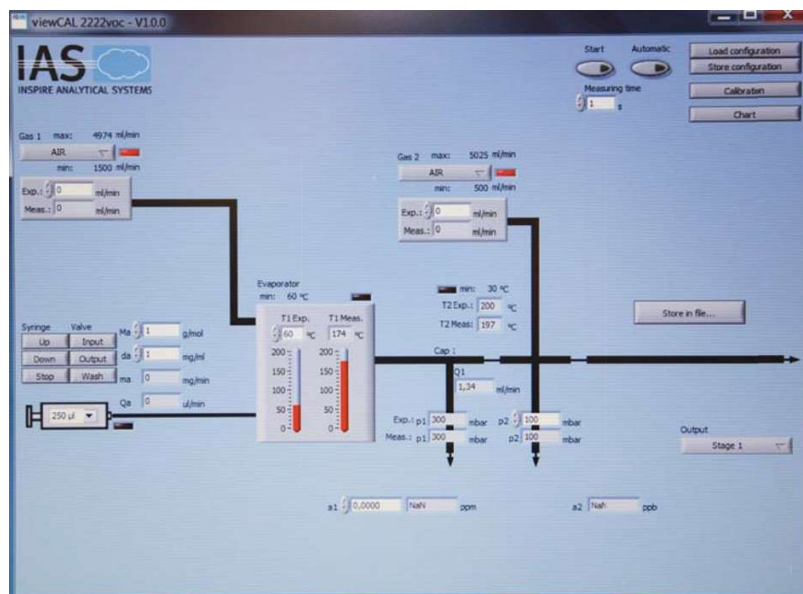 viewCAL 2222voc - V1.0.0
IAS
INSPIRE ANALYTICAL SYSTEMS
Start Automatic
Load configuration
Store configuration
Measuring time
1 s
Calibration
Chart
Gas 1 max: 4974 ml/min
AIR
min: 1500 ml/min
Exp.: 0 ml/min
Meas.: 0 ml/min
Gas 2 max: 5025 ml/min
AIR
min: 500 ml/min
Exp.: 0 ml/min
Meas.: 0 ml/min
Evaporator
min: 60 °C
T1 Exp. T1 Meas.
60 °C 174 °C
200 200
150 150
100 100
50 50
0 0
min: 30 °C
T2 Exp.: 200 °C
T2 Meas: 197 °C
Store in file...
Syringe Valve
Up Input
Down Output
Stop Wash
Ma 1 g/mol
da 1 mg/ml
ma 0 mg/min
Qa 0 ul/min
250 µl
Cap 1
Q1
1,34 ml/min
Exp.: p1 300 mbar p2 100 mbar
Meas.: p1 300 mbar p2 100 mbar
Output
Stage 1
a1 0,0000 NaN ppm
a2 NaN ppb